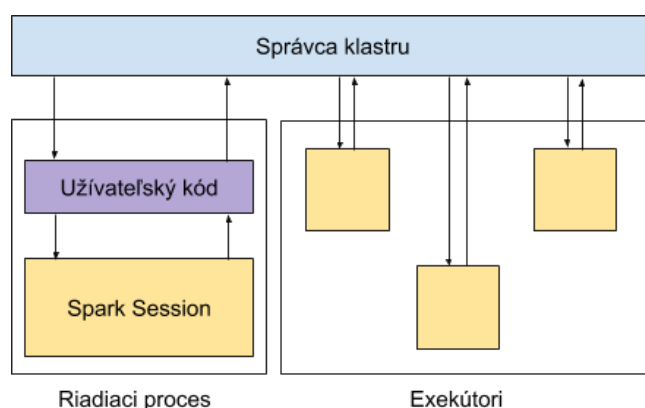 Správca klastru
Užívateľský kód
Spark Session
Riadiaci proces
Exekútori